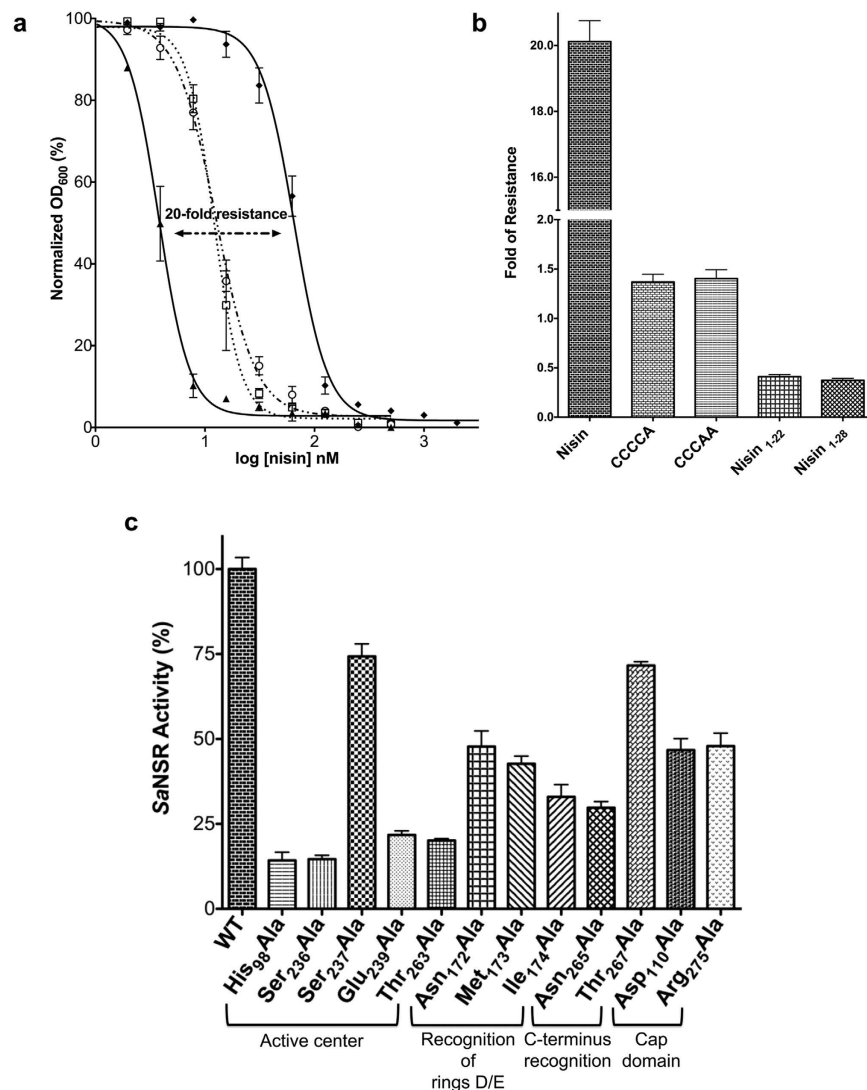 a
Normalized OD600 (%)
100
80
60
40
20
0
20-fold resistance
0
1
2
3
log [nisin] nM
b
Fold of Resistance
20.0
18.0
16.0
2.0
1.5
1.0
0.5
0.0
Nisin
CCCCA
CCCAA
Nisin 1-22
Nisin 1-28
c
SaNSR Activity (%)
100
75
50
25
0
WT
His98Ala
Ser236Ala
Ser237Ala
Glu239Ala
Thr263Ala
Asn172Ala
Met173Ala
Ile174Ala
Asn265Ala
Thr267Ala
Asp110Ala
Arg275Ala
Active center
Recognition
of
rings D/E
C-terminus
recognition
Cap
domain